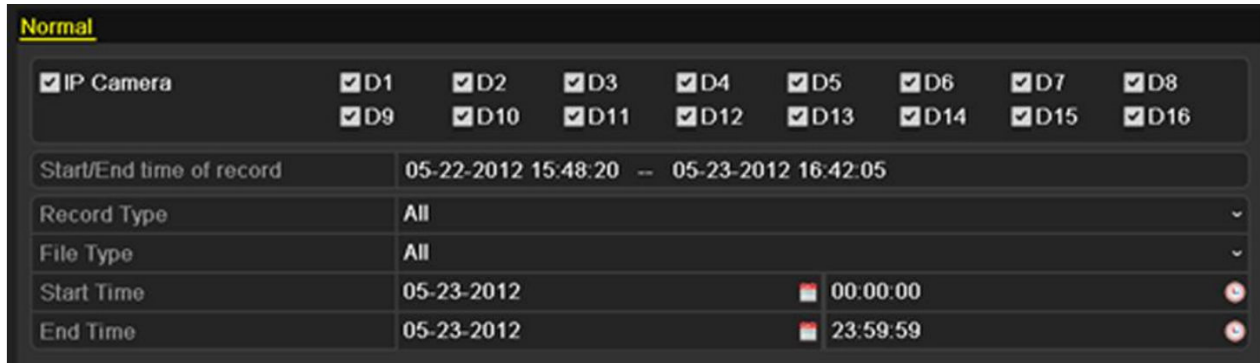 Normal
IP Camera D1 D2 D3 D4 D5 D6 D7 D8
D9 D10 D11 D12 D13 D14 D15 D16
Start/End time of record 05-22-2012 15:48:20 -- 05-23-2012 16:42:05
Record Type All
File Type All
Start Time 05-23-2012 00:00:00
End Time 05-23-2012 23:59:59